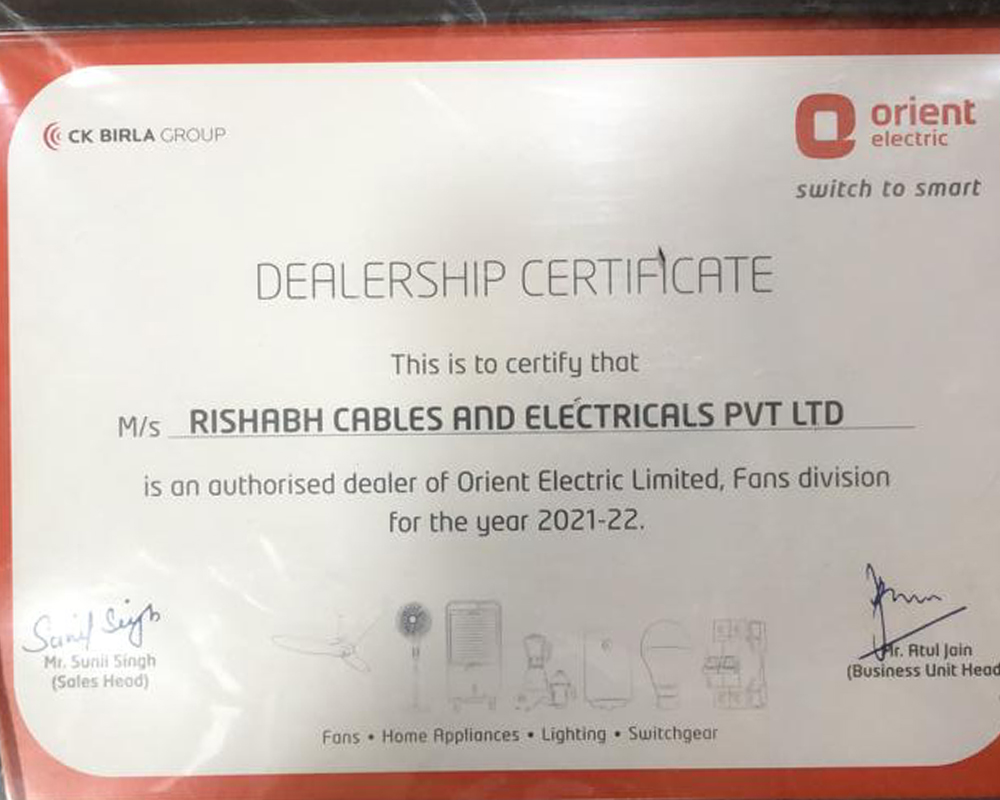 CK BIRLA GROUP
orient
electric
switch to smart
DEALERSHIP CERTIFICATE
This is to certify that
M/s RISHABH CABLES AND ELECTRICALS PVT LTD
is an authorised dealer of Orient Electric Limited, Fans division
for the year 2021-22.
Sunil Singh
Mr. Sunil Singh
(Sales Head)
Mr. Atul Jain
(Business Unit Head
Fans • Home Appliances • Lighting • Switchgear